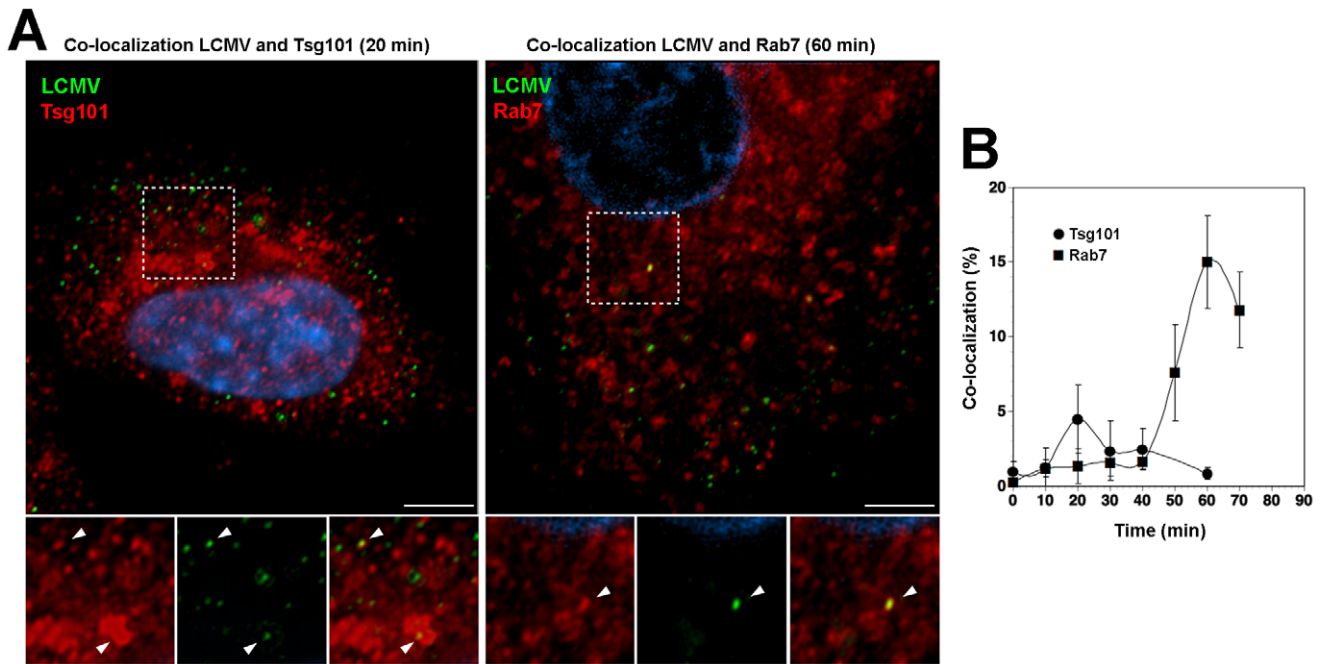 A
Co-localization LCMV and Tsg101 (20 min)
Co-localization LCMV and Rab7 (60 min)
LCMV
Tsg101
LCMV
Rab7
B
Co-localization (%)
20
15
10
5
0
Tsg101
Rab7
0 10 20 30 40 50 60 70 80 90
Time (min)